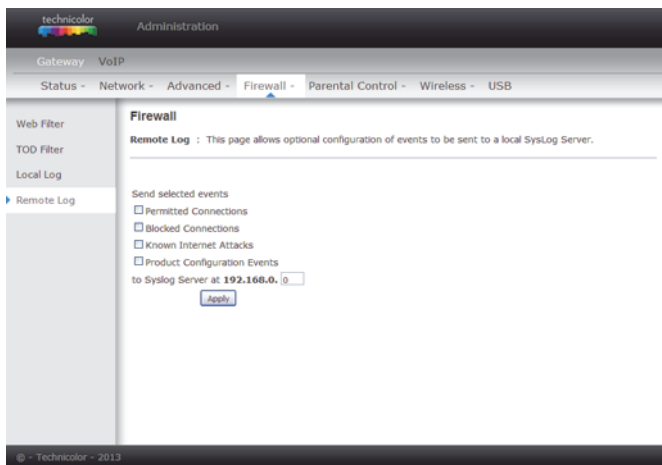 technicolor
Administration
Gateway VoIP
Status - Network - Advanced - Firewall - Parental Control - Wireless - USB
Web Filter
TOD Filter
Local Log
Remote Log
Firewall
Remote Log : This page allows optional configuration of events to be sent to a local SysLog Server.
Send selected events
Permitted Connections
Blocked Connections
Known Internet Attacks
Product Configuration Events
to Syslog Server at 192.168.0. 0
Apply
© - Technicolor - 2013